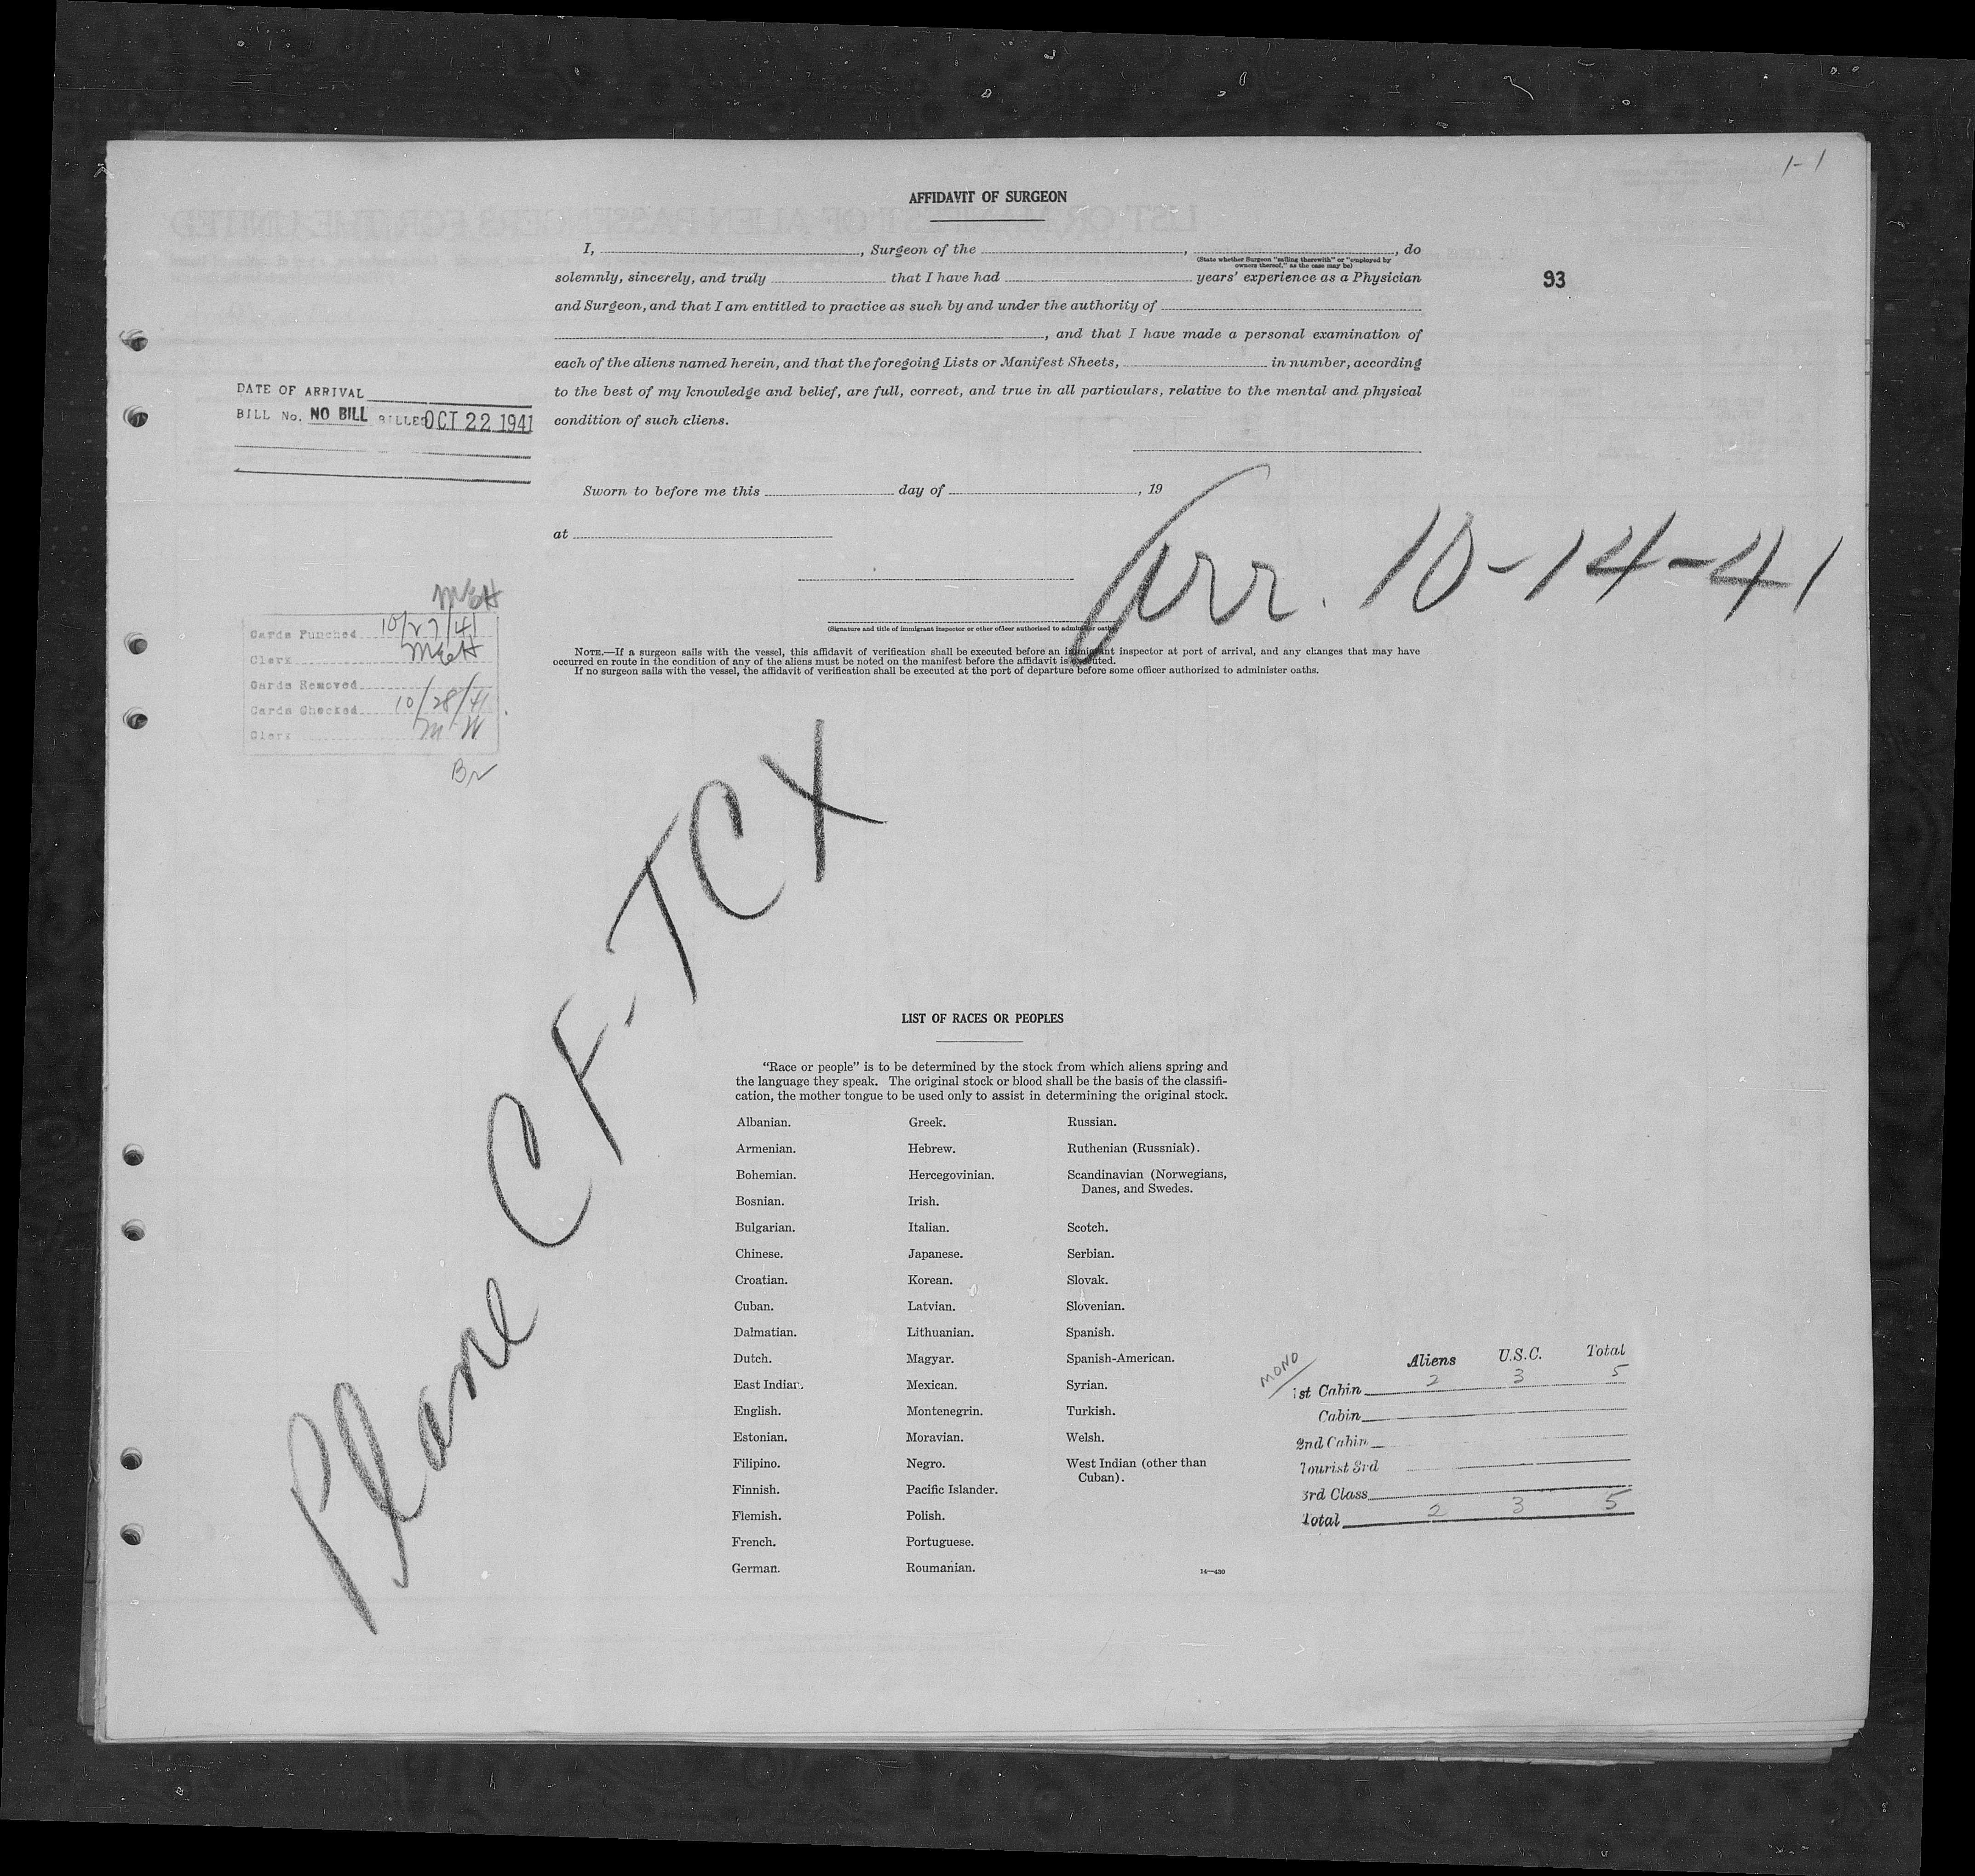 1-1
AFFIDAVIT OF SURGEON
I, , Surgeon of the , , do
(State whether Surgeon "sailing therewith" or "employed by
owners thereof," as the case may be)
solemnly, sincerely, and truly that I have had years' experience as a Physician
93
and Surgeon, and that I am entitled to practice as such by and under the authority of
, and that I have made a personal examination of
each of the aliens named herein, and that the foregoing Lists or Manifest Sheets, in number, according
to the best of my knowledge and belief, are full, correct, and true in all particulars, relative to the mental and physical
condition of such aliens.
DATE OF ARRIVAL
BILL No. NO BILL BILLED OCT 22 1941
Sworn to before me this day of , 19
at
Arr. 10-14-41
(Signature and title of immigrant inspector or other officer authorized to administer oaths)
NOTE.—If a surgeon sails with the vessel, this affidavit of verification shall be executed before an immigrant inspector at port of arrival, and any changes that may have
occurred en route in the condition of any of the aliens must be noted on the manifest before the affidavit is executed.
If no surgeon sails with the vessel, the affidavit of verification shall be executed at the port of departure before some officer authorized to administer oaths.
Cards Punched 10/27/41
Clerk
Cards Removed
Cards Checked 10/28/41
Clerk
Plane CF-TCX
LIST OF RACES OR PEOPLES
"Race or people" is to be determined by the stock from which aliens spring and
the language they speak. The original stock or blood shall be the basis of the classifi-
cation, the mother tongue to be used only to assist in determining the original stock.
Albanian.
Armenian.
Bohemian.
Bosnian.
Bulgarian.
Chinese.
Croatian.
Cuban.
Dalmatian.
Dutch.
East Indian.
English.
Estonian.
Filipino.
Finnish.
Flemish.
French.
German.
Greek.
Hebrew.
Hercegovinian.
Irish.
Italian.
Japanese.
Korean.
Latvian.
Lithuanian.
Magyar.
Mexican.
Montenegrin.
Moravian.
Negro.
Pacific Islander.
Polish.
Portuguese.
Roumanian.
Russian.
Ruthenian (Russniak).
Scandinavian (Norwegians,
Danes, and Swedes.
Scotch.
Serbian.
Slovak.
Slovenian.
Spanish.
Spanish-American.
Syrian.
Turkish.
Welsh.
West Indian (other than
Cuban).
14—430
MONO
Aliens U.S.C. Total
1st Cabin 2 3 5
Cabin
2nd Cabin
Tourist 3rd
3rd Class
Total 2 3 5